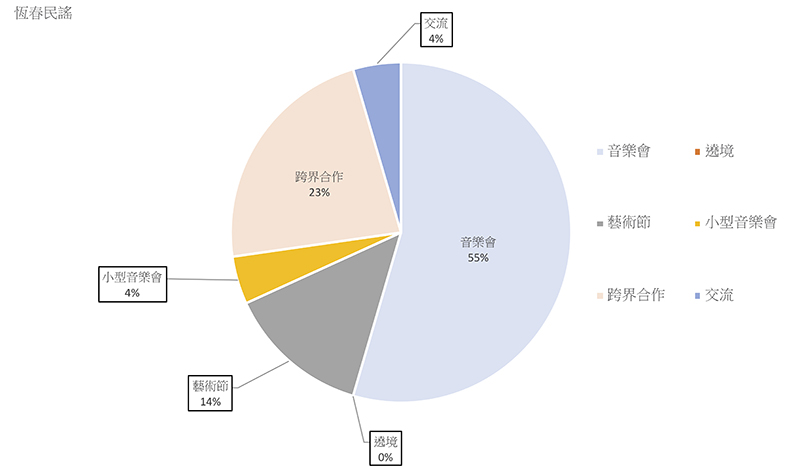 恆春民謠
交流
4%
跨界合作
23%
音樂會
55%
小型音樂會
4%
藝術節
14%
遶境
0%
音樂會
遶境
藝術節
小型音樂會
跨界合作
交流